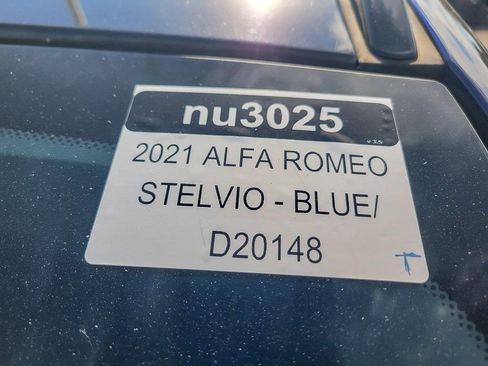 nu3025
2021 ALFA ROMEO
STELVIO - BLUE/
D20148
T